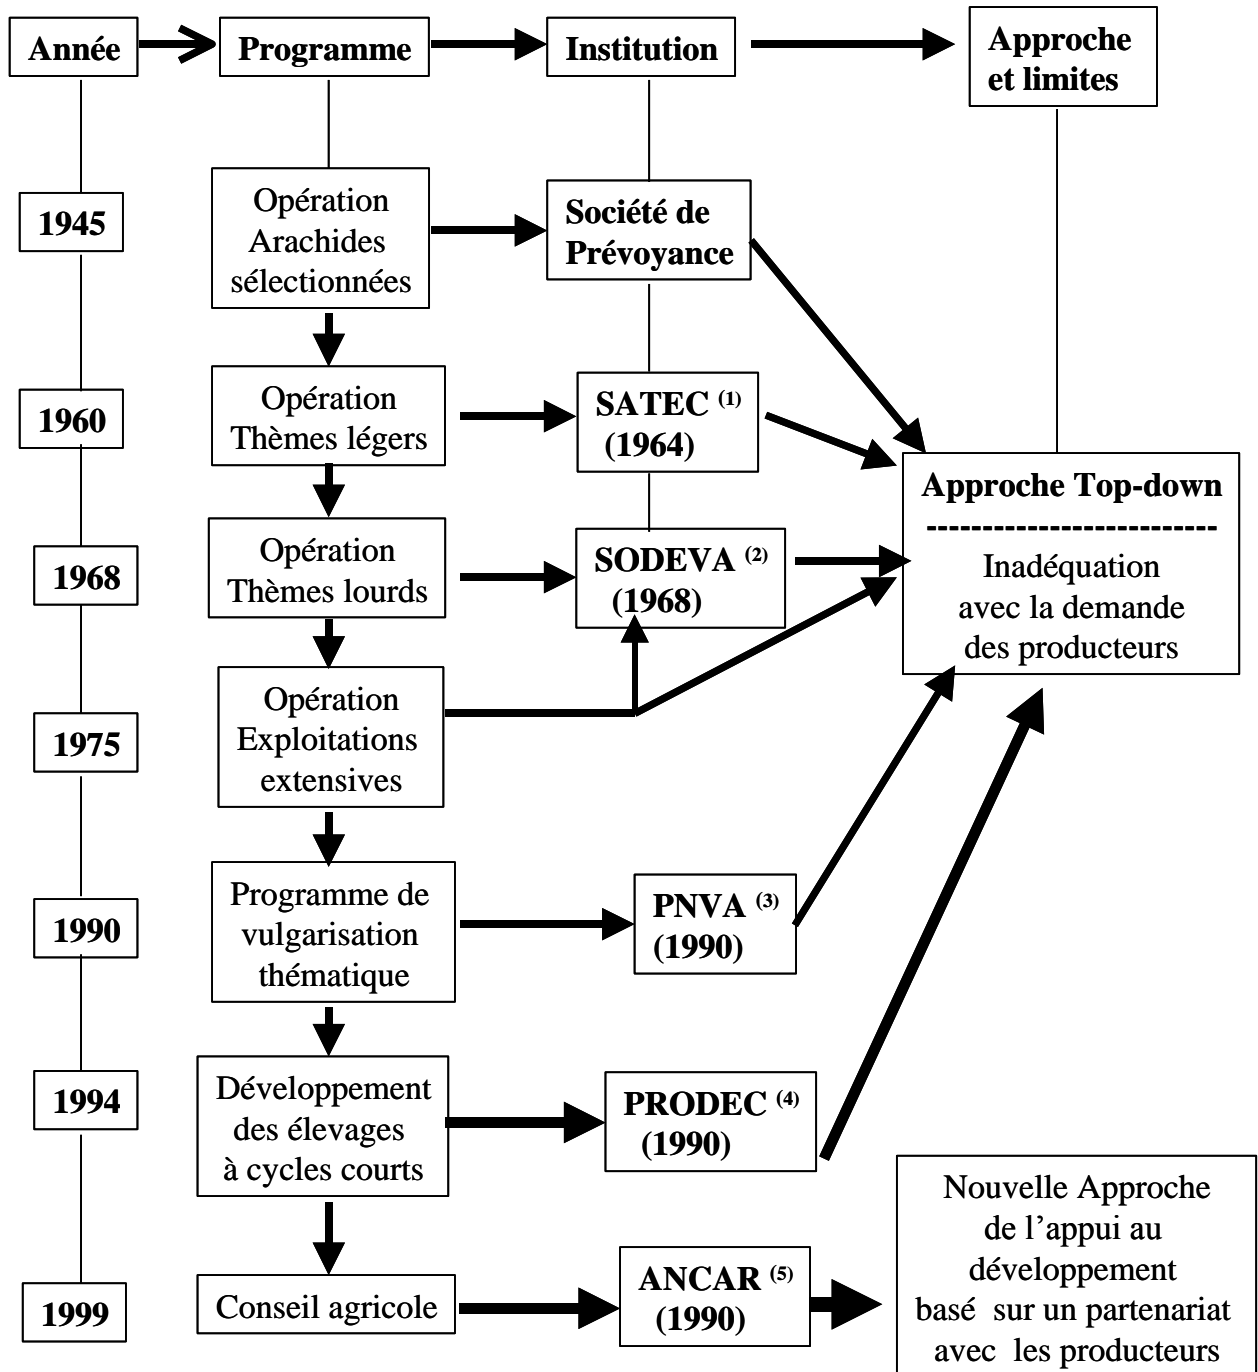 Année
Programme
Institution
Approche
et limites
1945
Opération
Arachides
sélectionnées
Société de
Prévoyance
1960
Opération
Thèmes légers
SATEC (1)
(1964)
Approche Top-down
---------------------------
Inadéquation
avec la demande
des producteurs
1968
Opération
Thèmes lourds
SODEVA (2)
(1968)
1975
Opération
Exploitations
extensives
1990
Programme de
vulgarisation
thématique
PNVA (3)
(1990)
1994
Développement
des élevages
à cycles courts
PRODEC (4)
(1990)
1999
Conseil agricole
ANCAR (5)
(1990)
Nouvelle Approche
de l’appui au
développement
basé sur un partenariat
avec les producteurs